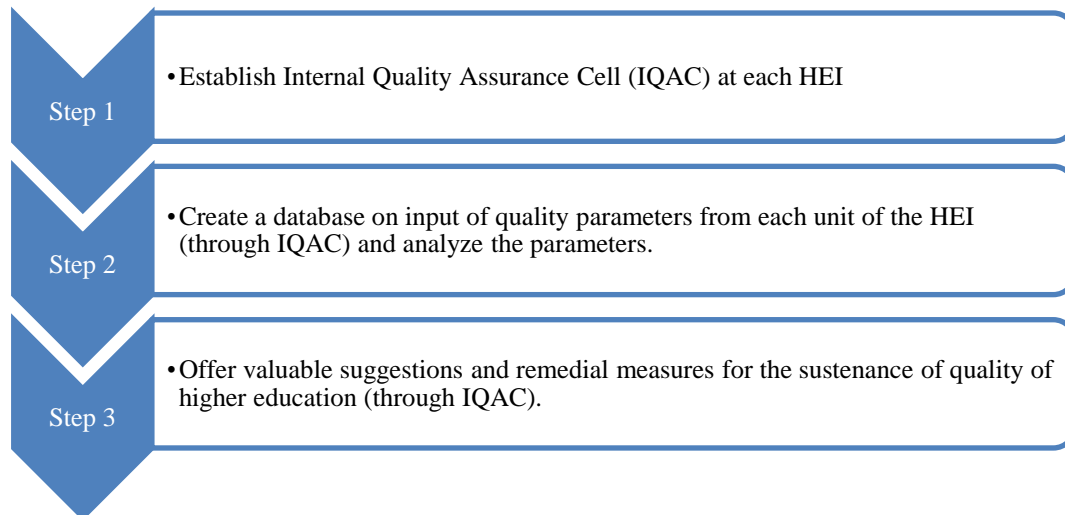 Step 1
•Establish Internal Quality Assurance Cell (IQAC) at each HEI
Step 2
•Create a database on input of quality parameters from each unit of the HEI
(through IQAC) and analyze the parameters.
Step 3
•Offer valuable suggestions and remedial measures for the sustenance of quality of
higher education (through IQAC).